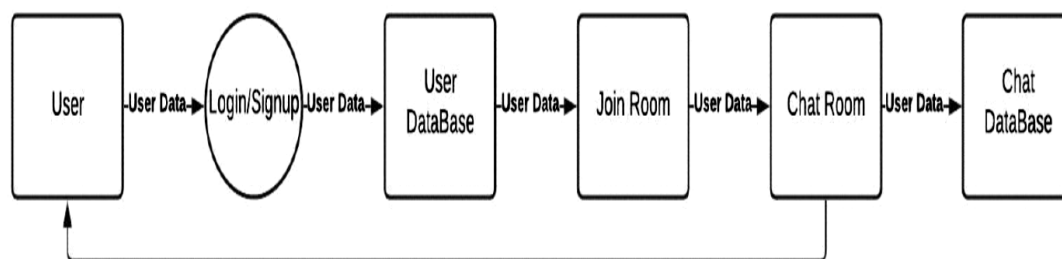 User
User Data
Login/Signup
User Data
User
DataBase
User Data
Join Room
User Data
Chat Room
User Data
Chat
DataBase